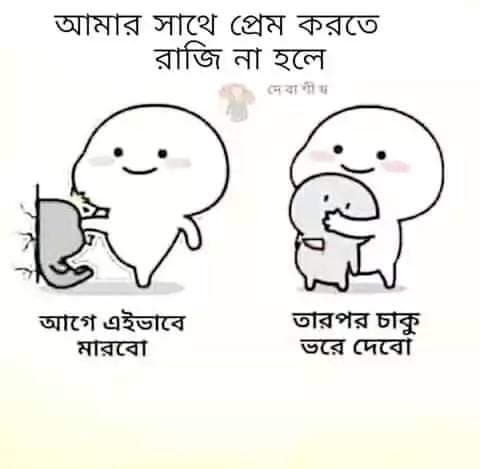 আমার সাথে প্রেম করতে
রাজি না হলে
দেবাশীষ
আগে এইভাবে
মারবো
তারপর চাকু
ভরে দেবো